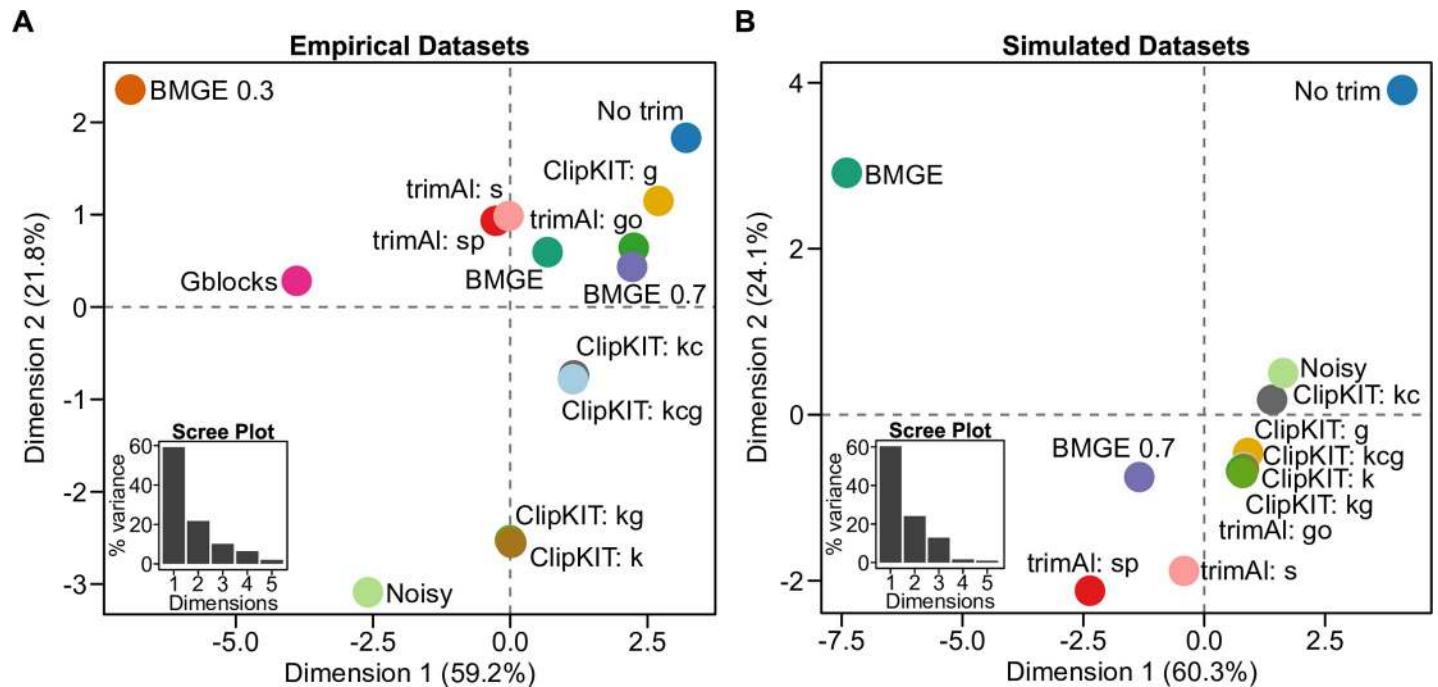 A
Empirical Datasets
BMGE 0.3
No trim
ClipKIT: g
trimAl: s
trimAl: go
trimAl: sp
BMGE
Gblocks
BMGE 0.7
ClipKIT: kc
ClipKIT: kcg
ClipKIT: kg
ClipKIT: k
Noisy
2
1
0
-1
-2
-3
Dimension 2 (21.8%)
-5.0 -2.5 0.0 2.5
Dimension 1 (59.2%)
Scree Plot
60
40
20
0
% variance
1 2 3 4 5
Dimensions
B
Simulated Datasets
No trim
BMGE
Noisy
ClipKIT: kc
ClipKIT: g
BMGE 0.7
ClipKIT: kcg
ClipKIT: k
ClipKIT: kg
trimAl: go
trimAl: sp
trimAl: s
4
2
0
-2
Dimension 2 (24.1%)
-7.5 -5.0 -2.5 0.0 2.5
Dimension 1 (60.3%)
Scree Plot
60
40
20
0
% variance
1 2 3 4 5
Dimensions